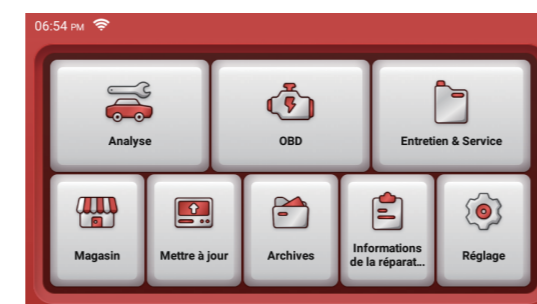 06:54 PM
Analyse
OBD
Entretien & Service
Magasin
Mettre à jour
Archives
Informations
de la réparat...
Réglage